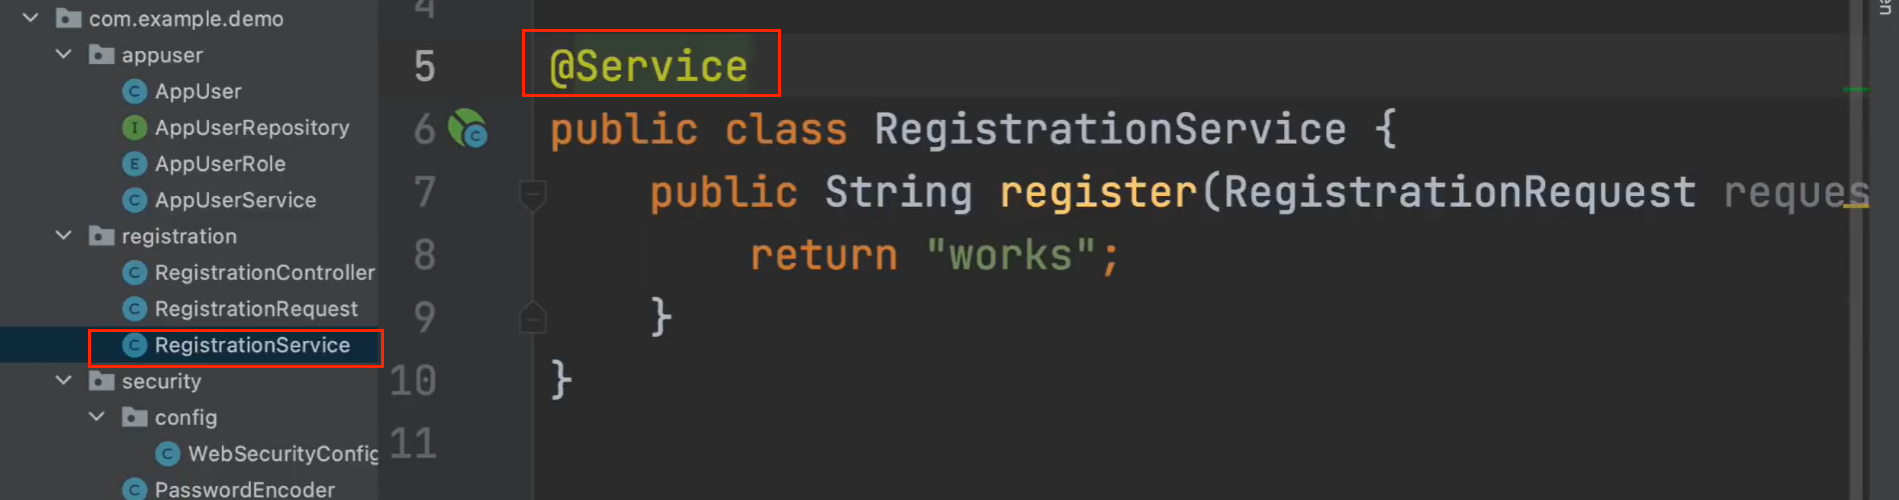 com.example.demo
appuser
AppUser
AppUserRepository
AppUserRole
AppUserService
registration
RegistrationController
RegistrationRequest
RegistrationService
security
config
WebSecurityConfig
PasswordEncoder
4
5 @Service
6 public class RegistrationService {
7 public String register(RegistrationRequest reques
8 return "works";
9 }
10 }
11
en